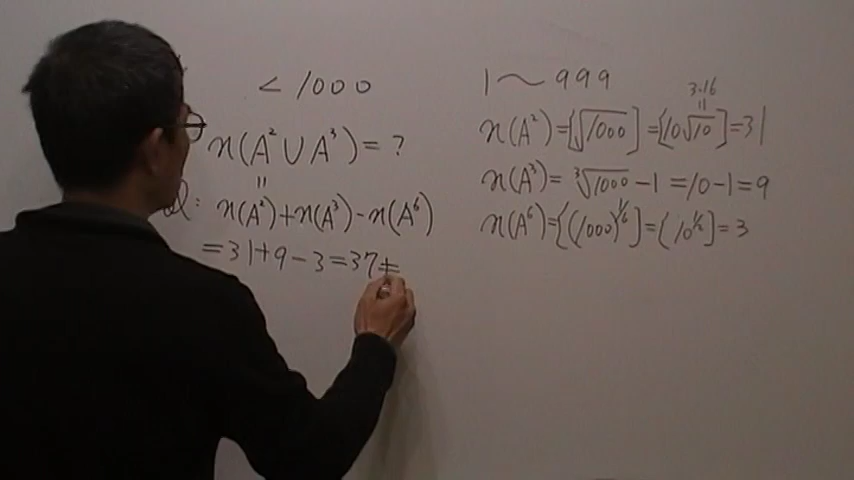 < 1000
n(A² ∪ A³) = ?
॥
: n(A²)+n(A³)-n(A⁶)
= 31+9-3=37
1 ~ 999
3.16
॥
n(A²)=[√1000]=[10√10]=31
n(A³)= ³√1000 -1 =10-1=9
n(A⁶)=[(1000)^1/6]=[10^1/2]=3